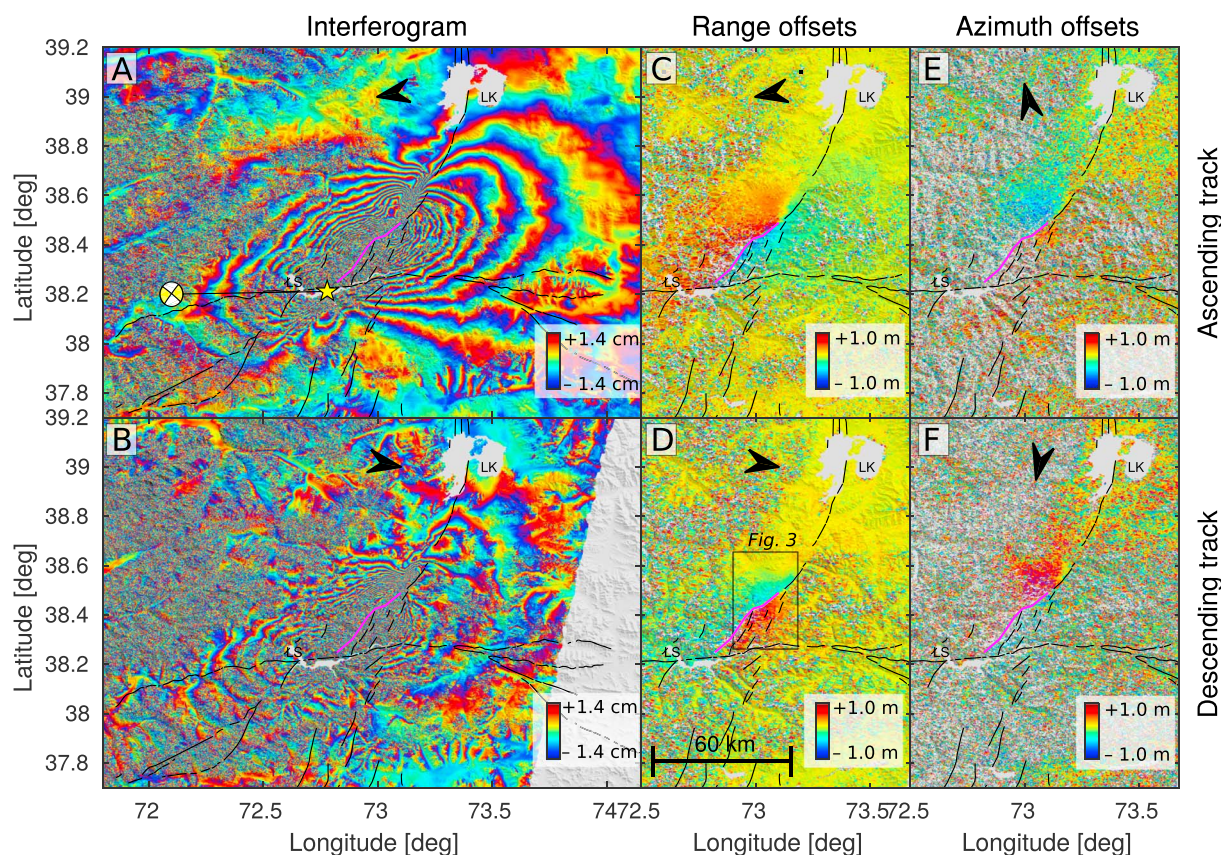 Interferogram
Range offsets
Azimuth offsets
39.2
39
38.8
38.6
38.4
38.2
38
37.8
Latitude [deg]
A
LK
LS
+1.4 cm
– 1.4 cm
C
LK
LS
+1.0 m
– 1.0 m
E
LK
LS
+1.0 m
– 1.0 m
Ascending track
39.2
39
38.8
38.6
38.4
38.2
38
37.8
Latitude [deg]
B
LK
LS
+1.4 cm
– 1.4 cm
D
LK
Fig. 3
LS
+1.0 m
– 1.0 m
60 km
F
LK
LS
+1.0 m
– 1.0 m
Descending track
72 72.5 73 73.5 7472.5 73 73.572.5 73 73.5
Longitude [deg]
Longitude [deg]
Longitude [deg]